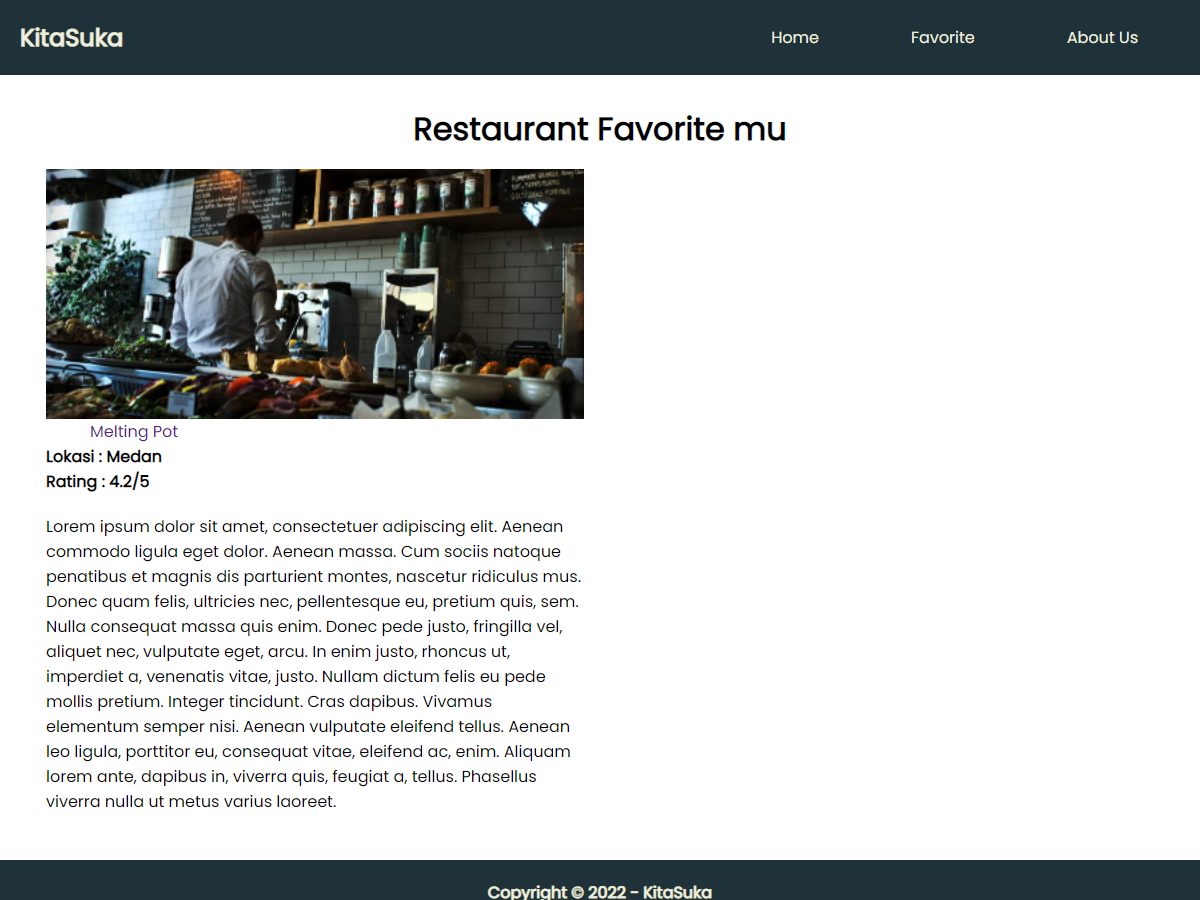 KitaSuka
Home
Favorite
About Us
Restaurant Favorite mu
Melting Pot
Lokasi : Medan
Rating : 4.2/5
Lorem ipsum dolor sit amet, consectetuer adipiscing elit. Aenean
commodo ligula eget dolor. Aenean massa. Cum sociis natoque
penatibus et magnis dis parturient montes, nascetur ridiculus mus.
Donec quam felis, ultricies nec, pellentesque eu, pretium quis, sem.
Nulla consequat massa quis enim. Donec pede justo, fringilla vel,
aliquet nec, vulputate eget, arcu. In enim justo, rhoncus ut,
imperdiet a, venenatis vitae, justo. Nullam dictum felis eu pede
mollis pretium. Integer tincidunt. Cras dapibus. Vivamus
elementum semper nisi. Aenean vulputate eleifend tellus. Aenean
leo ligula, porttitor eu, consequat vitae, eleifend ac, enim. Aliquam
lorem ante, dapibus in, viverra quis, feugiat a, tellus. Phasellus
viverra nulla ut metus varius laoreet.
Copyright © 2022 - KitaSuka